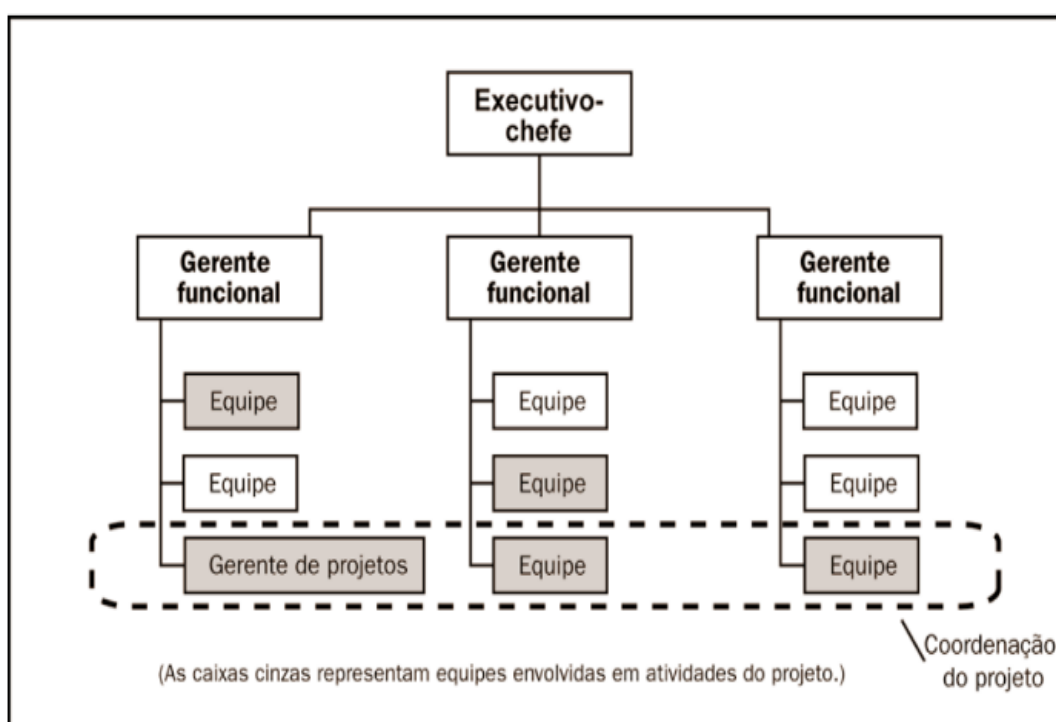 Executivo-
chefe
Gerente
funcional
Gerente
funcional
Gerente
funcional
Equipe
Equipe
Equipe
Equipe
Equipe
Equipe
Gerente de projetos
Equipe
Equipe
(As caixas cinzas representam equipes envolvidas em atividades do projeto.)
Coordenação
do projeto